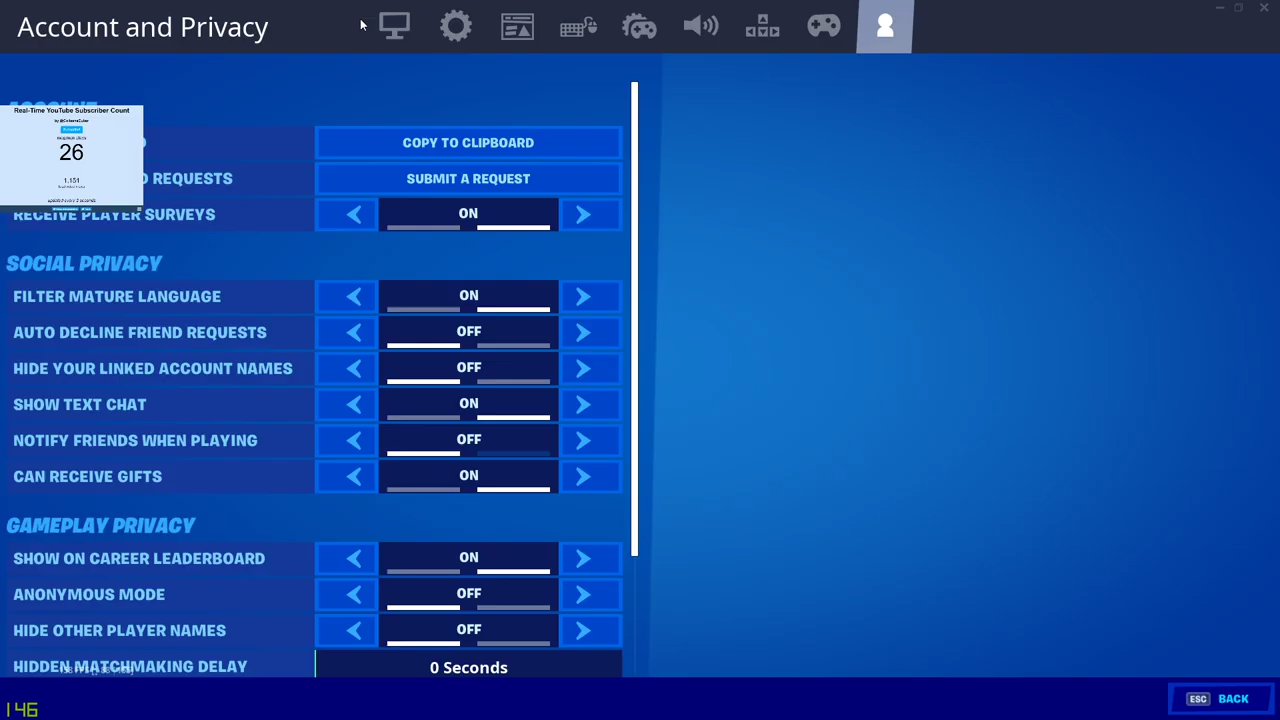 Account and Privacy
ACCOUNT
Real-Time YouTube Subscriber Count
26
1,151
COPY TO CLIPBOARD
REQUESTS
SUBMIT A REQUEST
RECEIVE PLAYER SURVEYS
ON
SOCIAL PRIVACY
FILTER MATURE LANGUAGE
ON
AUTO DECLINE FRIEND REQUESTS
OFF
HIDE YOUR LINKED ACCOUNT NAMES
OFF
SHOW TEXT CHAT
ON
NOTIFY FRIENDS WHEN PLAYING
OFF
CAN RECEIVE GIFTS
ON
GAMEPLAY PRIVACY
SHOW ON CAREER LEADERBOARD
ON
ANONYMOUS MODE
OFF
HIDE OTHER PLAYER NAMES
OFF
HIDDEN MATCHMAKING DELAY
0 Seconds
146
ESC BACK